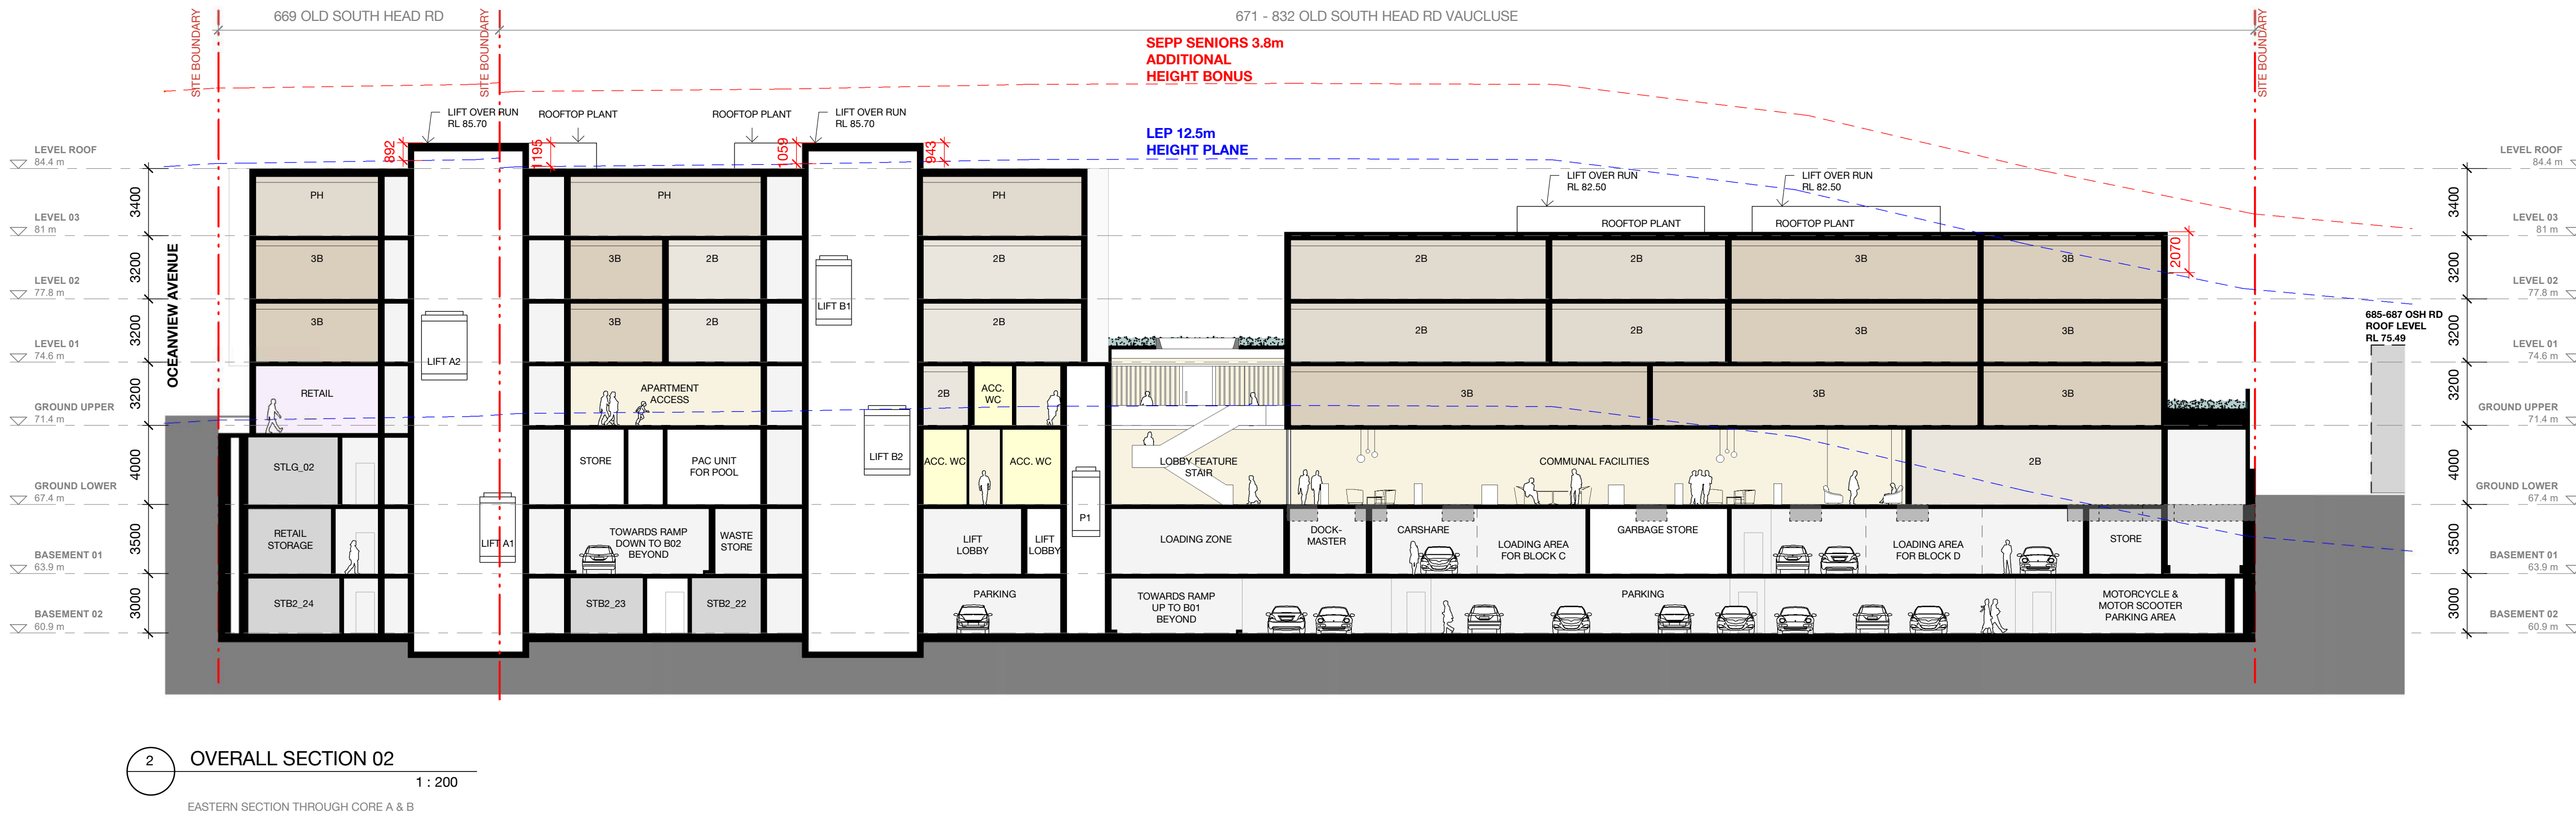 669 OLD SOUTH HEAD RD
671 - 832 OLD SOUTH HEAD RD VAUCLUSE
SITE BOUNDARY
SITE BOUNDARY
SITE BOUNDARY
SEPP SENIORS 3.8m
ADDITIONAL
HEIGHT BONUS
LEP 12.5m
HEIGHT PLANE
LIFT OVER RUN
RL 85.70
ROOFTOP PLANT
ROOFTOP PLANT
LIFT OVER RUN
RL 85.70
892
1195
1059
943
LIFT OVER RUN
RL 82.50
LIFT OVER RUN
RL 82.50
ROOFTOP PLANT
ROOFTOP PLANT
2070
LEVEL ROOF
84.4 m
LEVEL 03
81 m
LEVEL 02
77.8 m
LEVEL 01
74.6 m
GROUND UPPER
71.4 m
GROUND LOWER
67.4 m
BASEMENT 01
63.9 m
BASEMENT 02
60.9 m
3400
3200
3200
3200
4000
3500
3000
OCEANVIEW AVENUE
PH
PH
PH
3B
3B
2B
2B
2B
2B
3B
3B
3B
3B
2B
2B
2B
2B
3B
3B
LIFT A2
LIFT B1
RETAIL
APARTMENT
ACCESS
2B
ACC.
WC
3B
3B
3B
STLG_02
STORE
PAC UNIT
FOR POOL
LIFT B2
ACC. WC
ACC. WC
LOBBY FEATURE
STAIR
COMMUNAL FACILITIES
2B
RETAIL
STORAGE
LIFT A1
TOWARDS RAMP
DOWN TO B02
BEYOND
WASTE
STORE
LIFT
LOBBY
LIFT
LOBBY
P1
LOADING ZONE
DOCK-
MASTER
CARSHARE
LOADING AREA
FOR BLOCK C
GARBAGE STORE
LOADING AREA
FOR BLOCK D
STORE
STB2_24
STB2_23
STB2_22
PARKING
TOWARDS RAMP
UP TO B01
BEYOND
PARKING
MOTORCYCLE &
MOTOR SCOOTER
PARKING AREA
685-687 OSH RD
ROOF LEVEL
RL 75.49
3400
3200
3200
3200
4000
3500
3000
LEVEL ROOF
84.4 m
LEVEL 03
81 m
LEVEL 02
77.8 m
LEVEL 01
74.6 m
GROUND UPPER
71.4 m
GROUND LOWER
67.4 m
BASEMENT 01
63.9 m
BASEMENT 02
60.9 m
2
OVERALL SECTION 02
1 : 200
EASTERN SECTION THROUGH CORE A & B